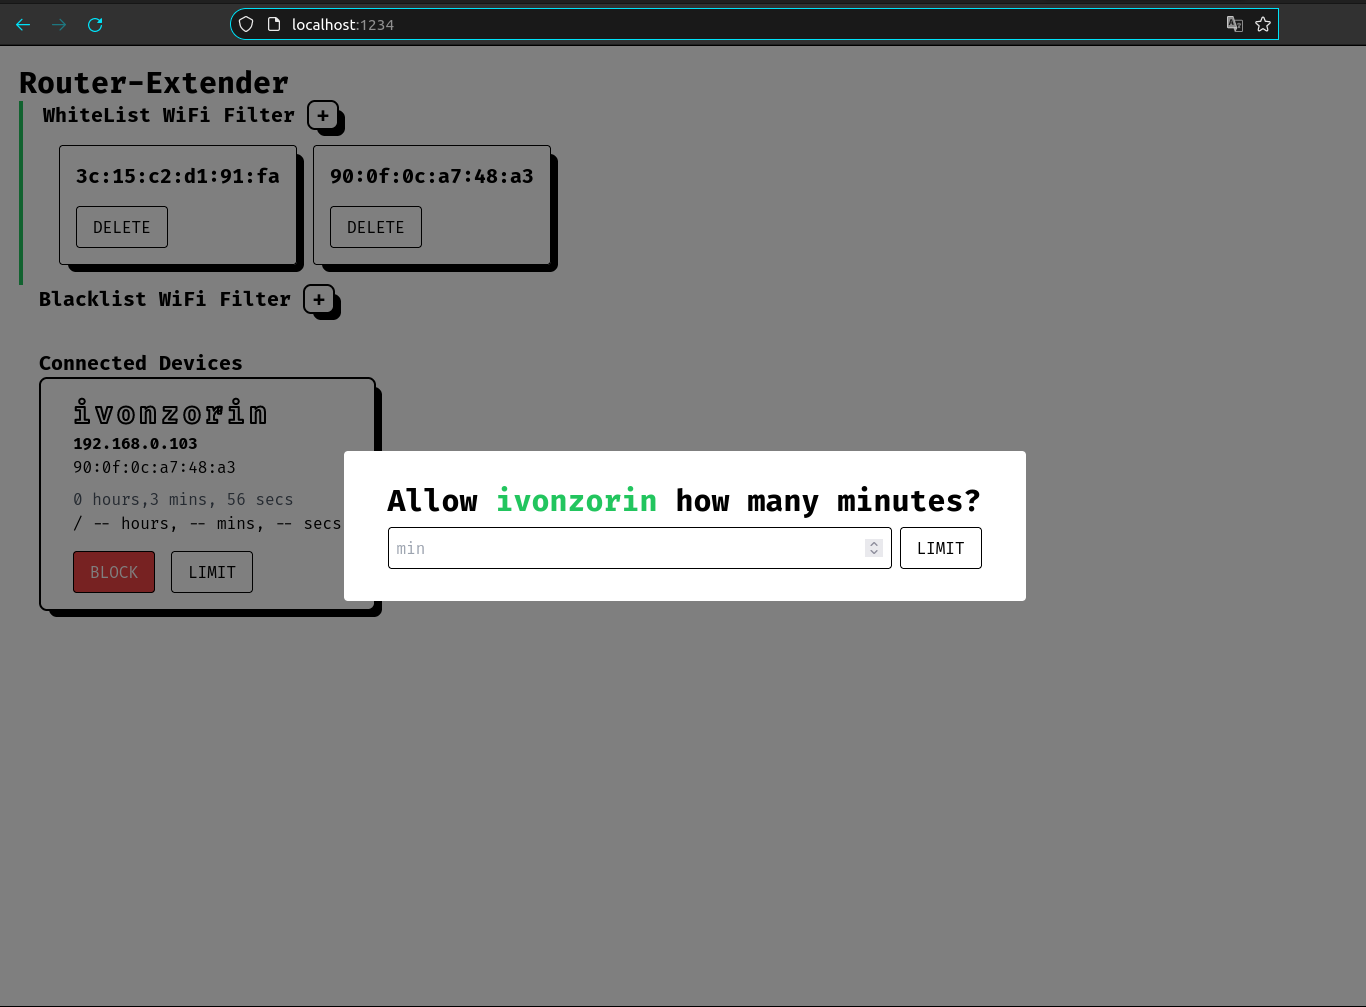 localhost:1234
Router-Extender
WhiteList WiFi Filter +
3c:15:c2:d1:91:fa
DELETE
90:0f:0c:a7:48:a3
DELETE
Blacklist WiFi Filter +
Connected Devices
ivonzorin
192.168.0.103
90:0f:0c:a7:48:a3
0 hours,3 mins, 56 secs
/ -- hours, -- mins, -- secs
BLOCK LIMIT
Allow ivonzorin how many minutes?
min LIMIT